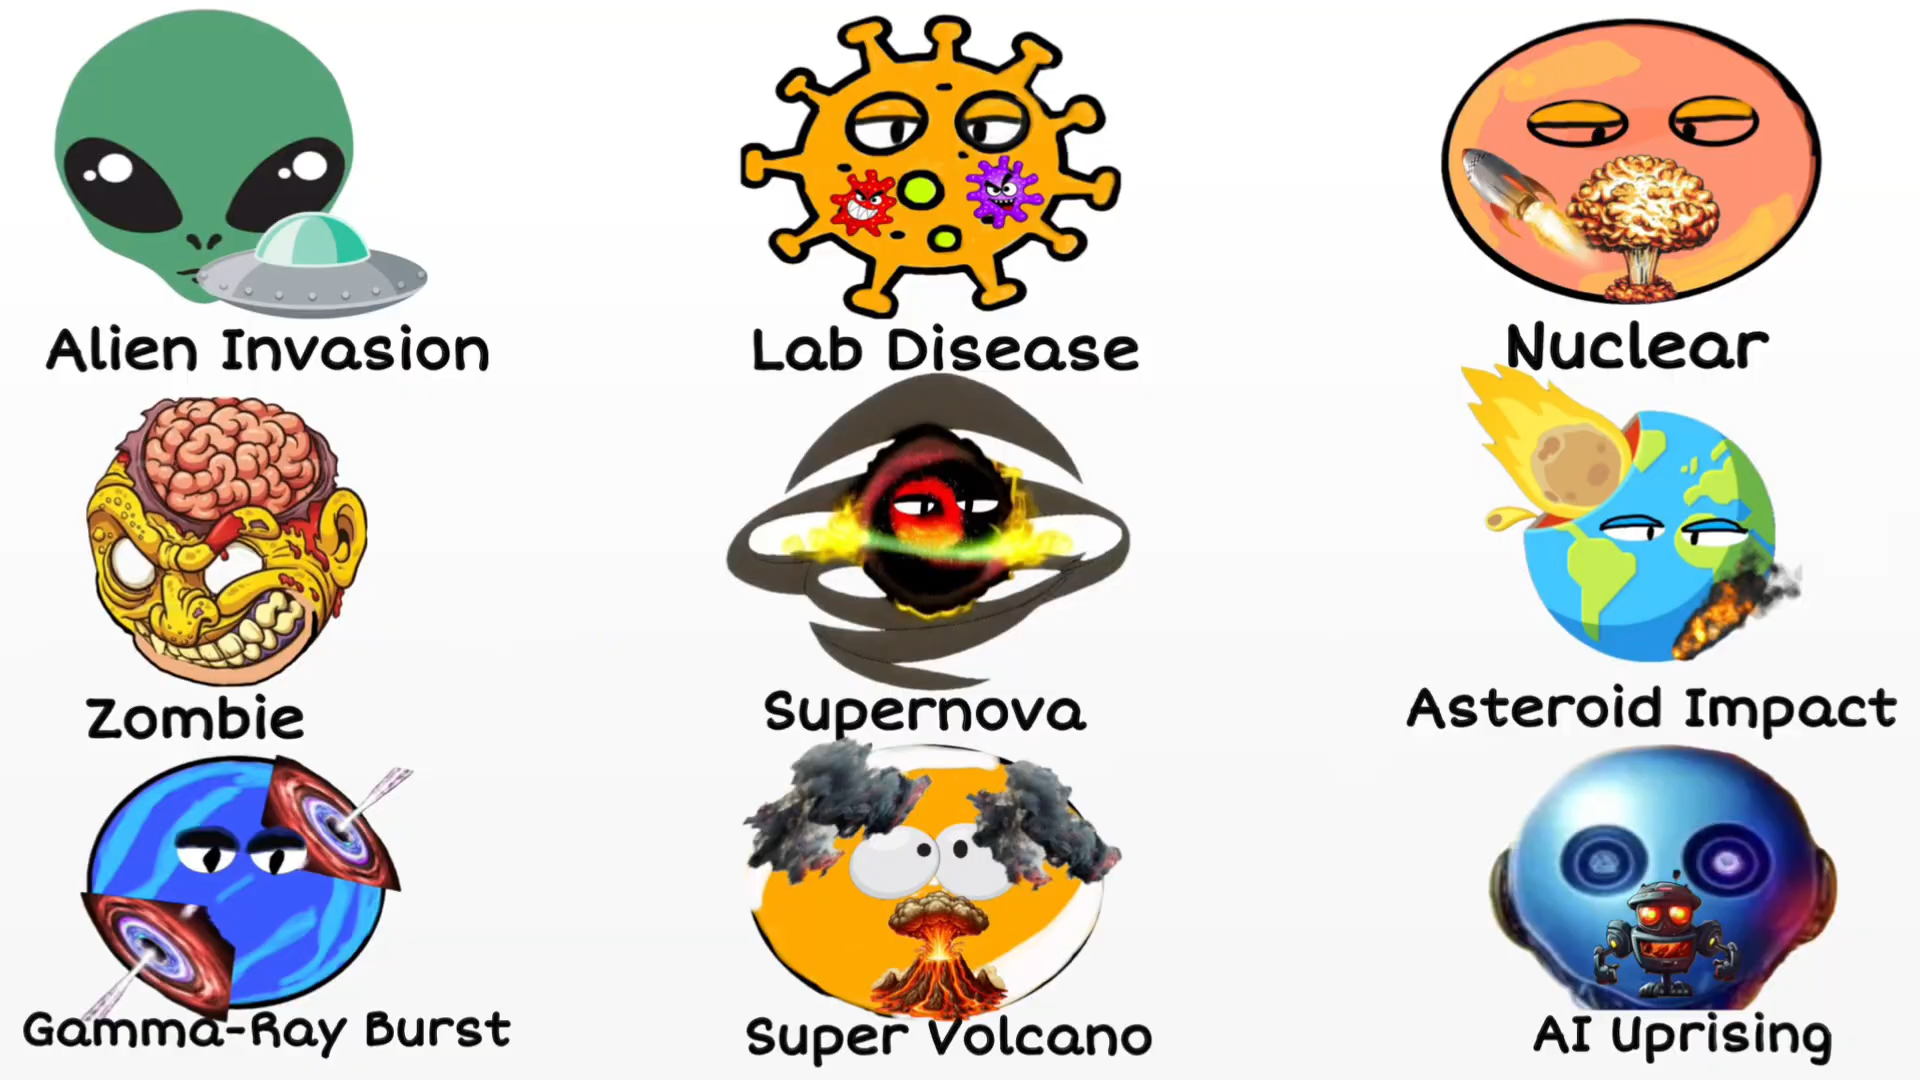 Alien Invasion
Lab Disease
Nuclear
Zombie
Supernova
Asteroid Impact
Gamma-Ray Burst
Super Volcano
AI Uprising